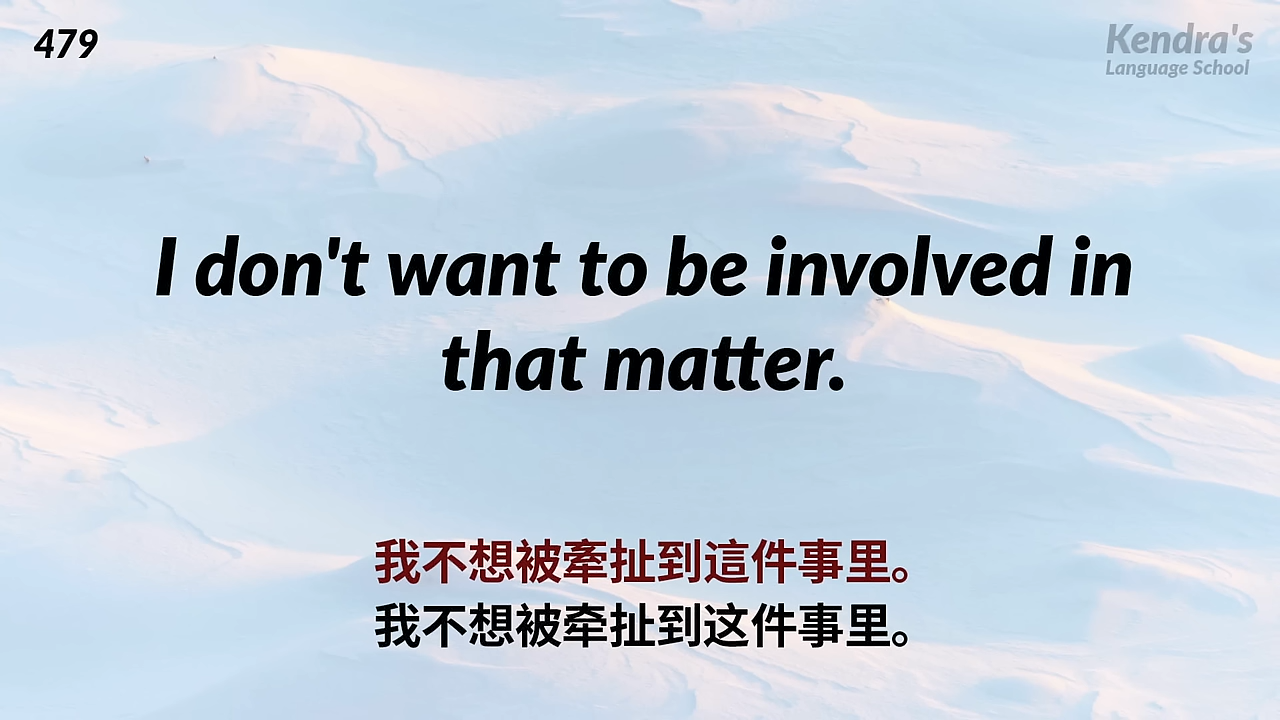 479
Kendra's
Language School
I don't want to be involved in
that matter.
我不想被牽扯到這件事里。
我不想被牵扯到这件事里。